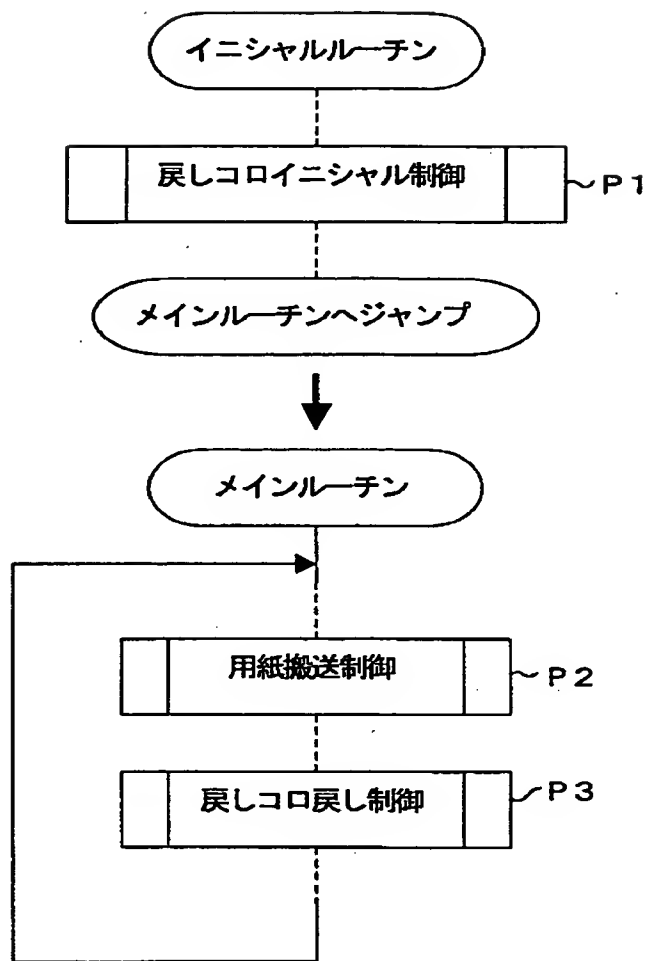 イニシャルルーチン
戻しコロイニシャル制御
P1
メインルーチンへジャンプ
メインルーチン
用紙搬送制御
P2
戻しコロ戻し制御
P3